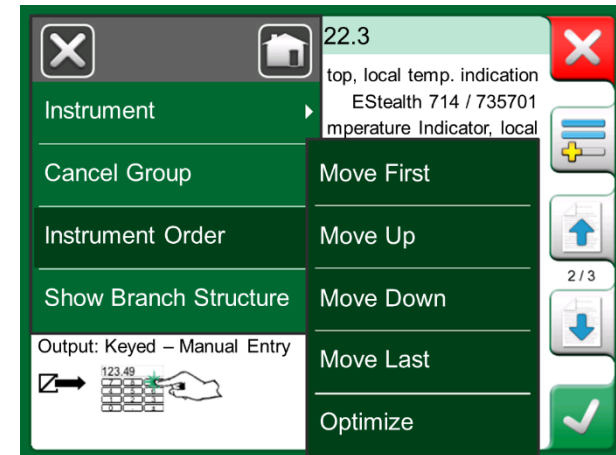 22.3
top, local temp. indication
EStealth 714 / 735701
mperature Indicator, local
Instrument
Cancel Group
Instrument Order
Show Branch Structure
Move First
Move Up
Move Down
Move Last
Optimize
2 / 3
Output: Keyed – Manual Entry
123.49